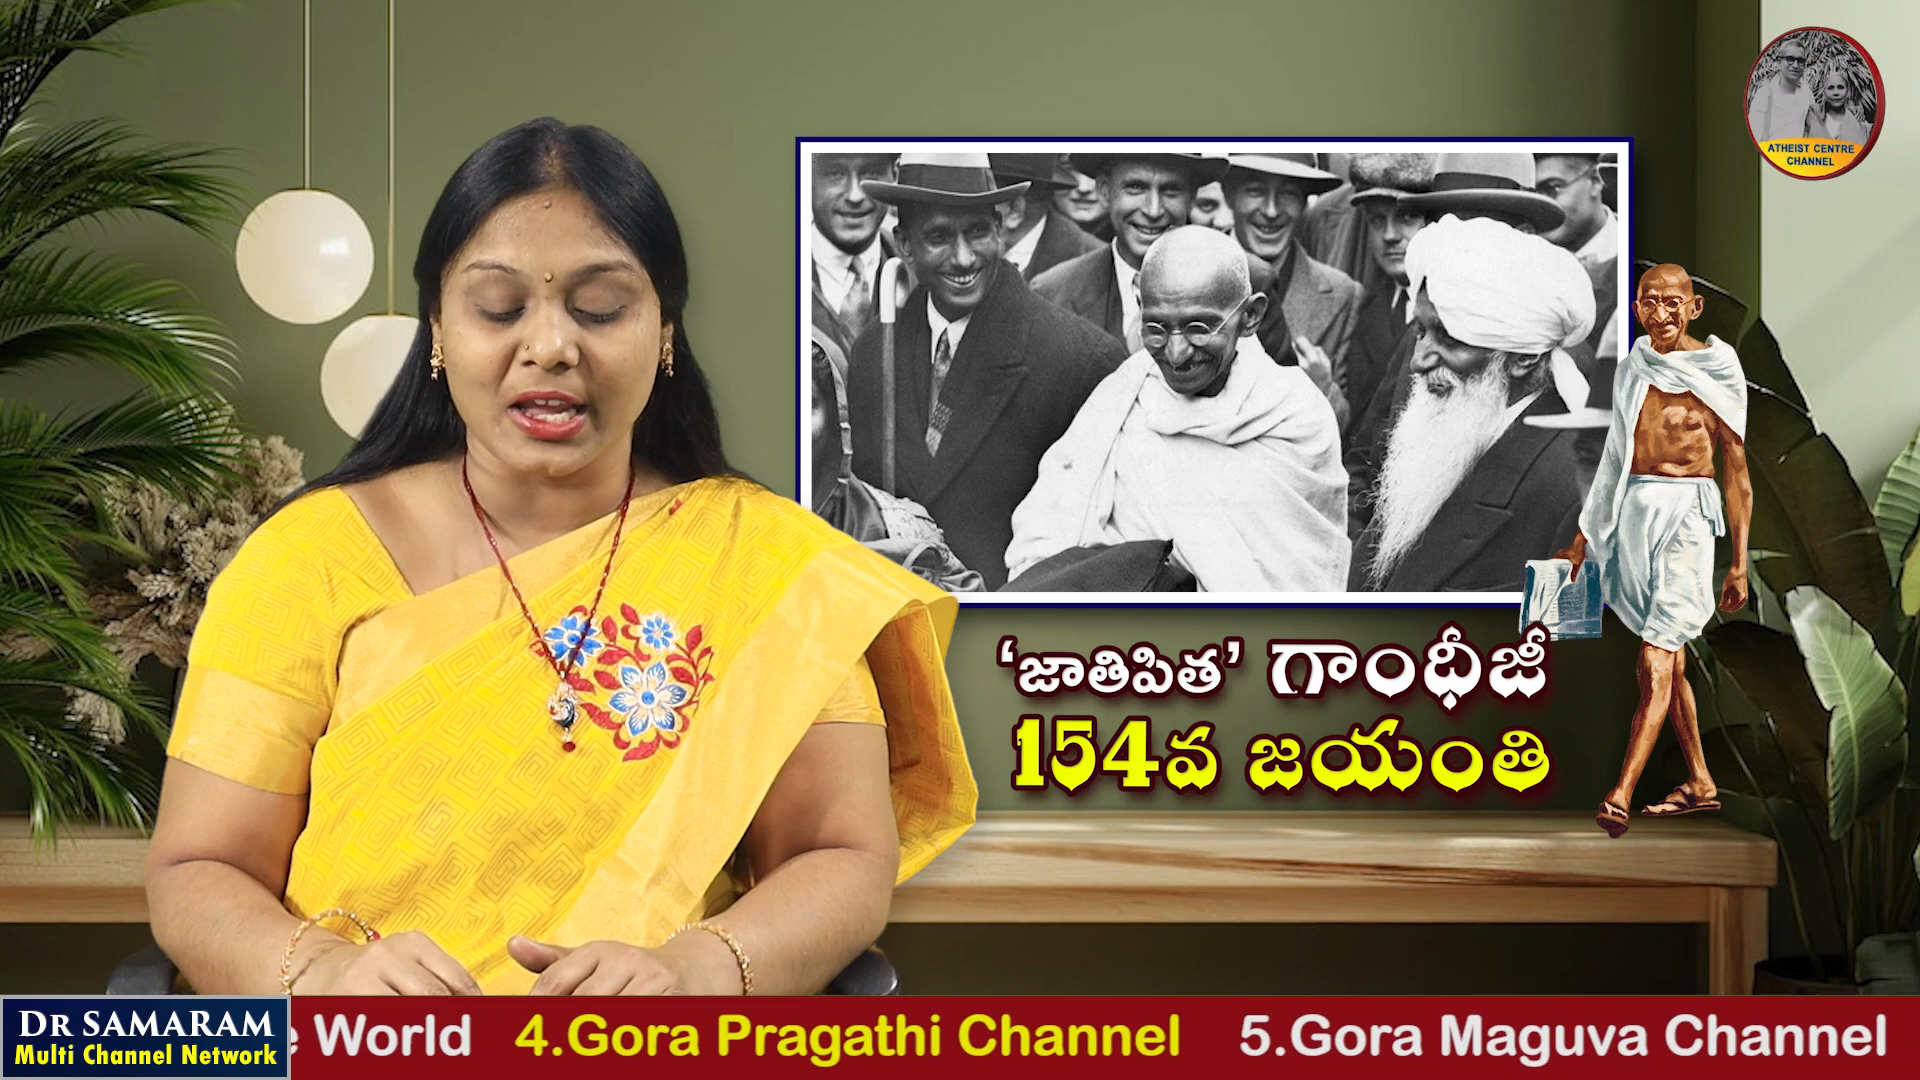 ATHEIST CENTRE
CHANNEL
‘జాతిపిత’ గాంధీజీ
154వ జయంతి
DR SAMARAM
Multi Channel Network
World 4.Gora Pragathi Channel 5.Gora Maguva Channel